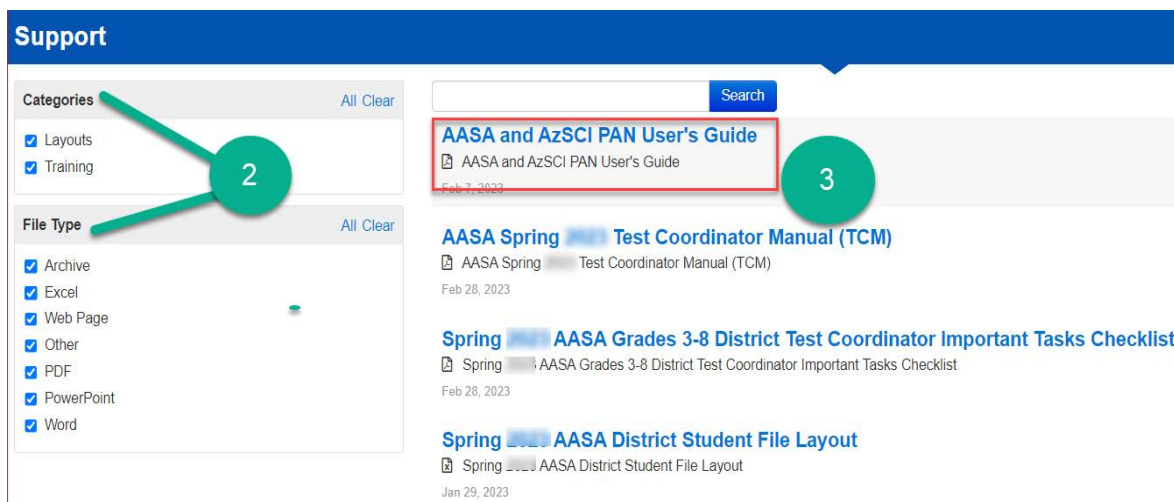 Support
Categories All Clear
Layouts
Training
2
File Type All Clear
Archive
Excel
Web Page
Other
PDF
PowerPoint
Word
Search
AASA and AzSCI PAN User's Guide
AASA and AzSCI PAN User's Guide
Feb 7, 2023
3
AASA Spring Test Coordinator Manual (TCM)
AASA Spring Test Coordinator Manual (TCM)
Feb 28, 2023
Spring AASA Grades 3-8 District Test Coordinator Important Tasks Checklist
Spring AASA Grades 3-8 District Test Coordinator Important Tasks Checklist
Feb 28, 2023
Spring AASA District Student File Layout
Spring AASA District Student File Layout
Jan 29, 2023